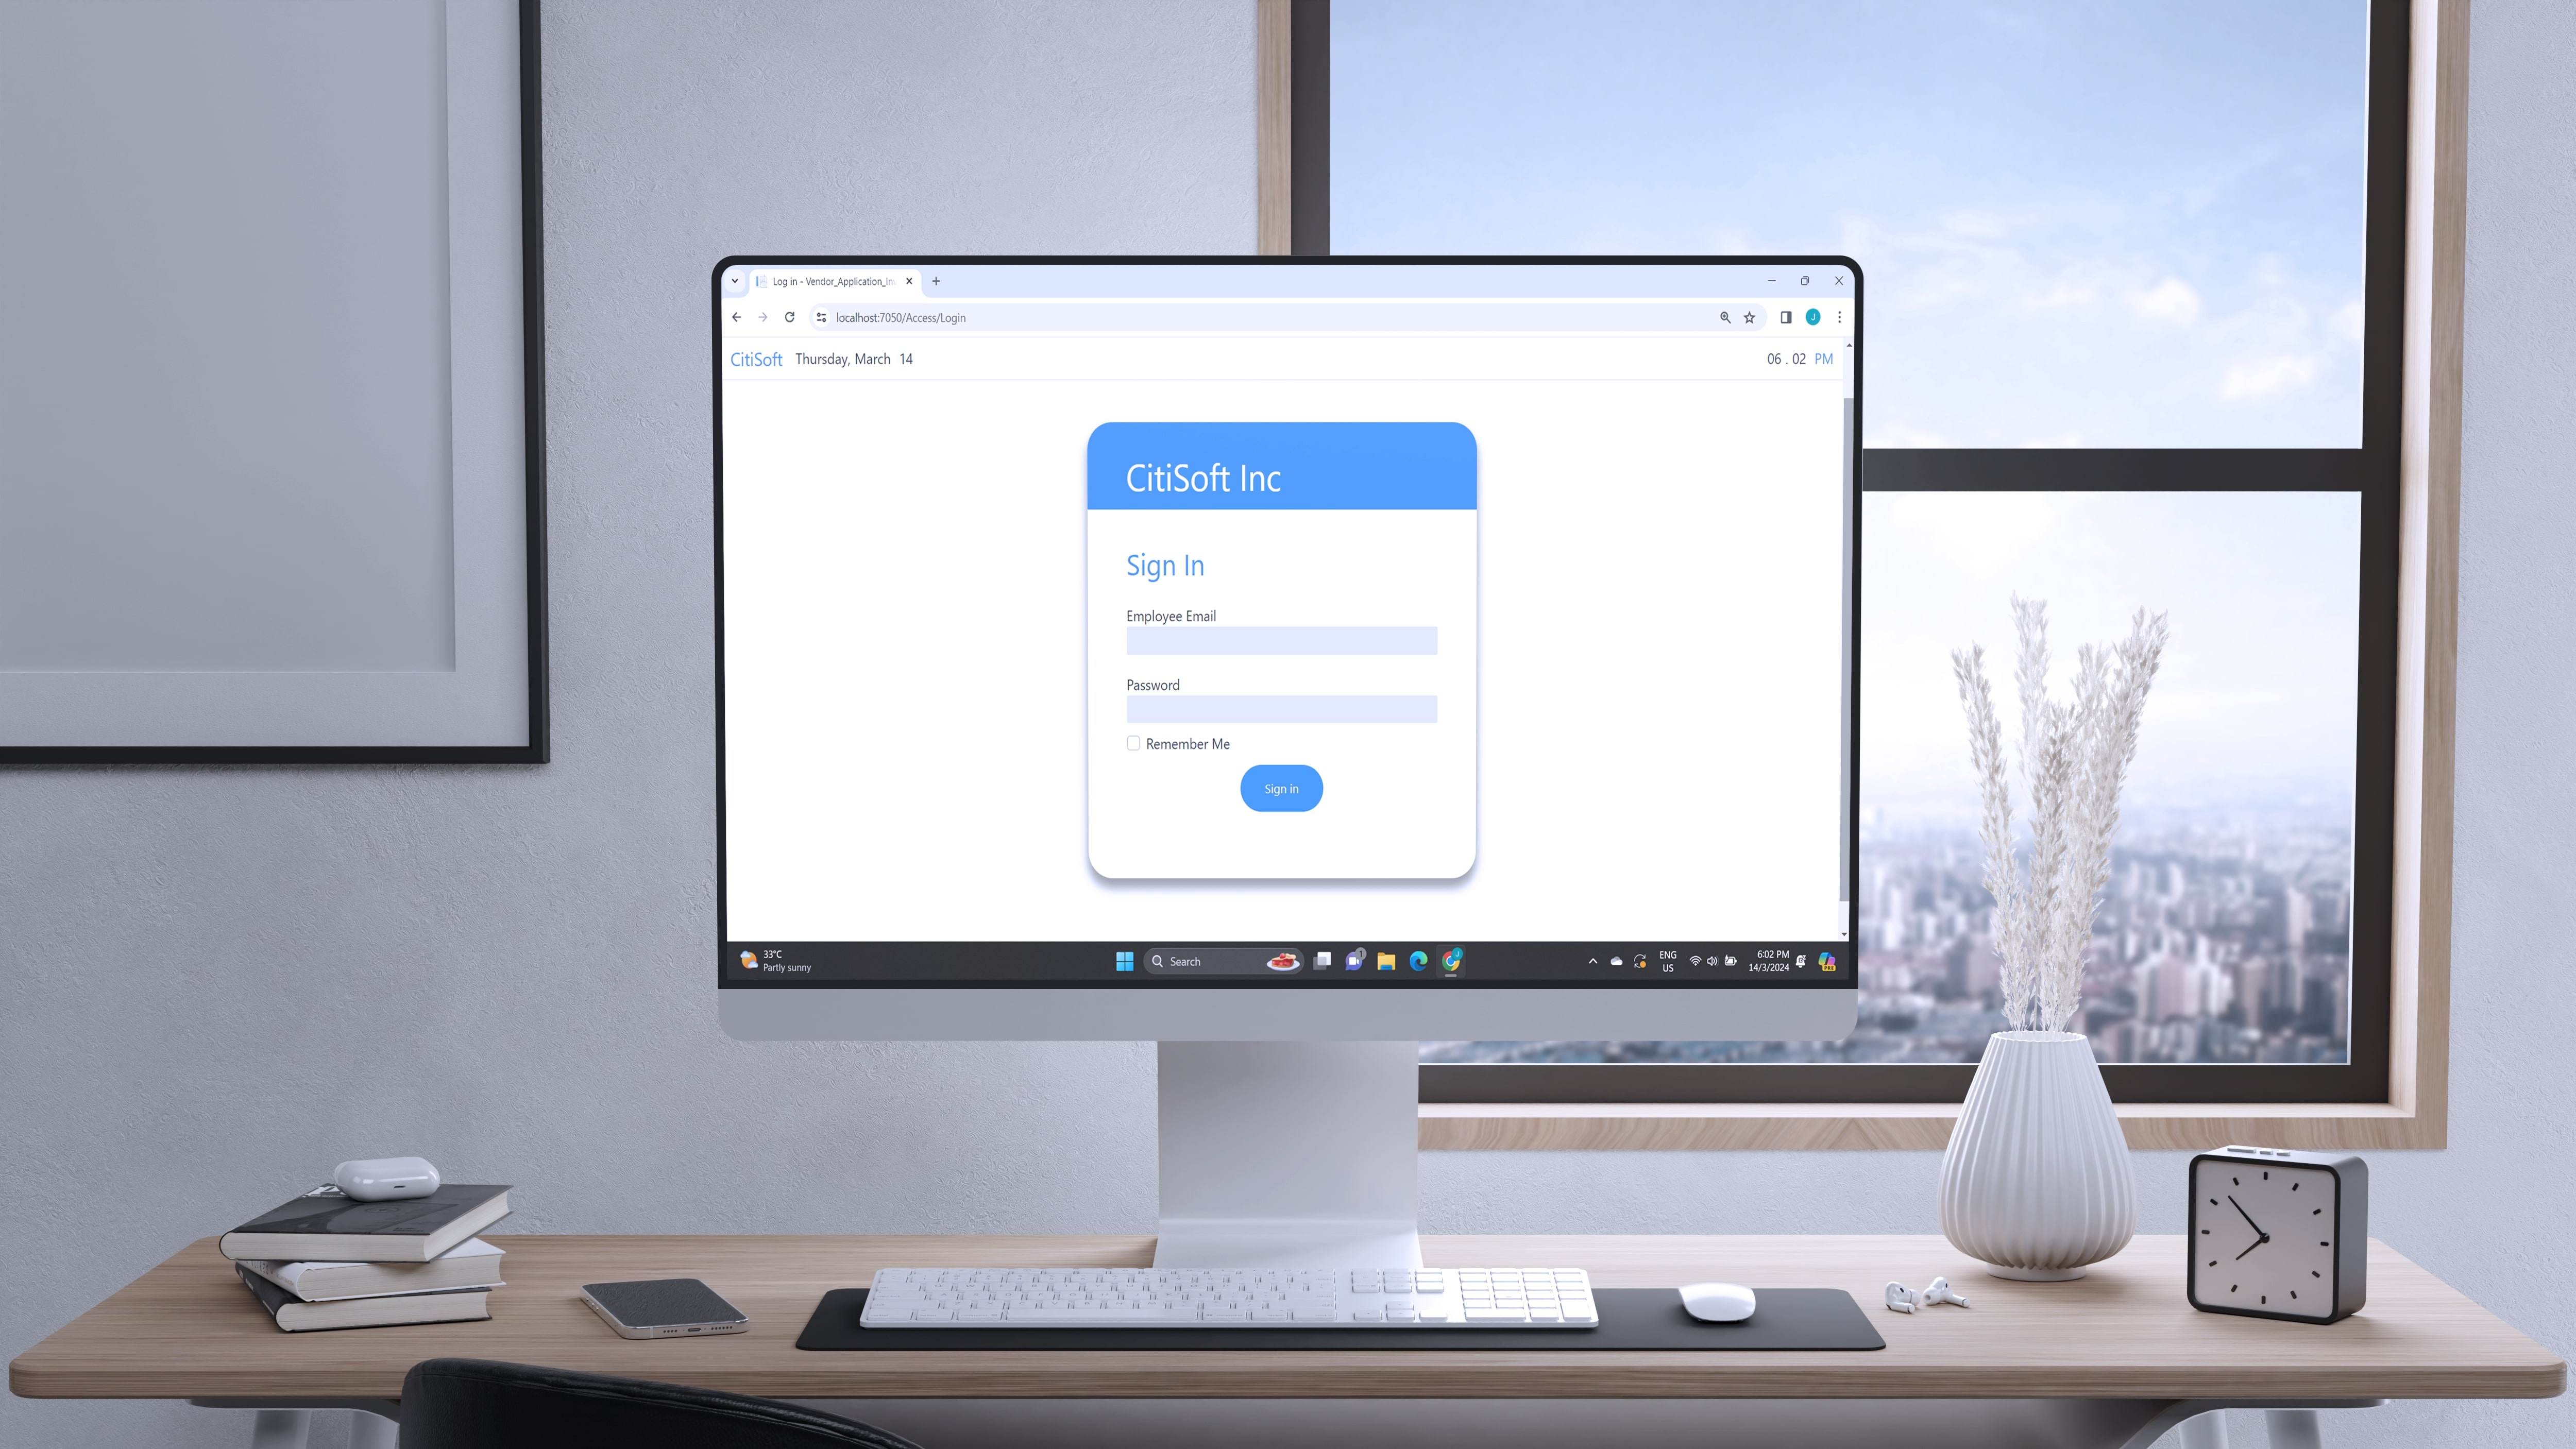 Log in - Vendor_Application_In
localhost:7050/Access/Login
J
CitiSoft Thursday, March 14
06 . 02 PM
CitiSoft Inc
Sign In
Employee Email
Password
Remember Me
Sign in
33°C
Partly sunny
Search
ENG
US
6:02 PM
14/3/2024
PRE